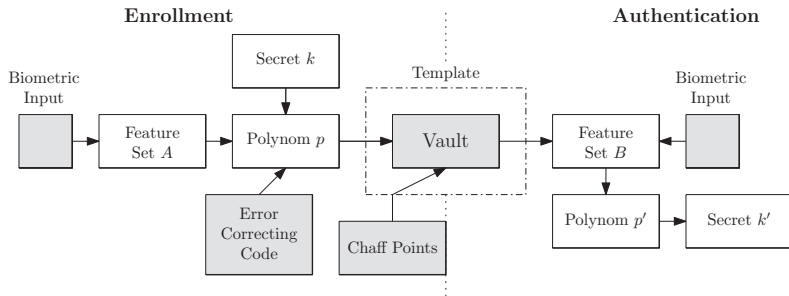 Enrollment
Authentication
Secret k
Template
Biometric
Input
Biometric
Input
Feature
Set A
Polynom p
Vault
Feature
Set B
Error
Correcting
Code
Chaff Points
Polynom p′
Secret k′